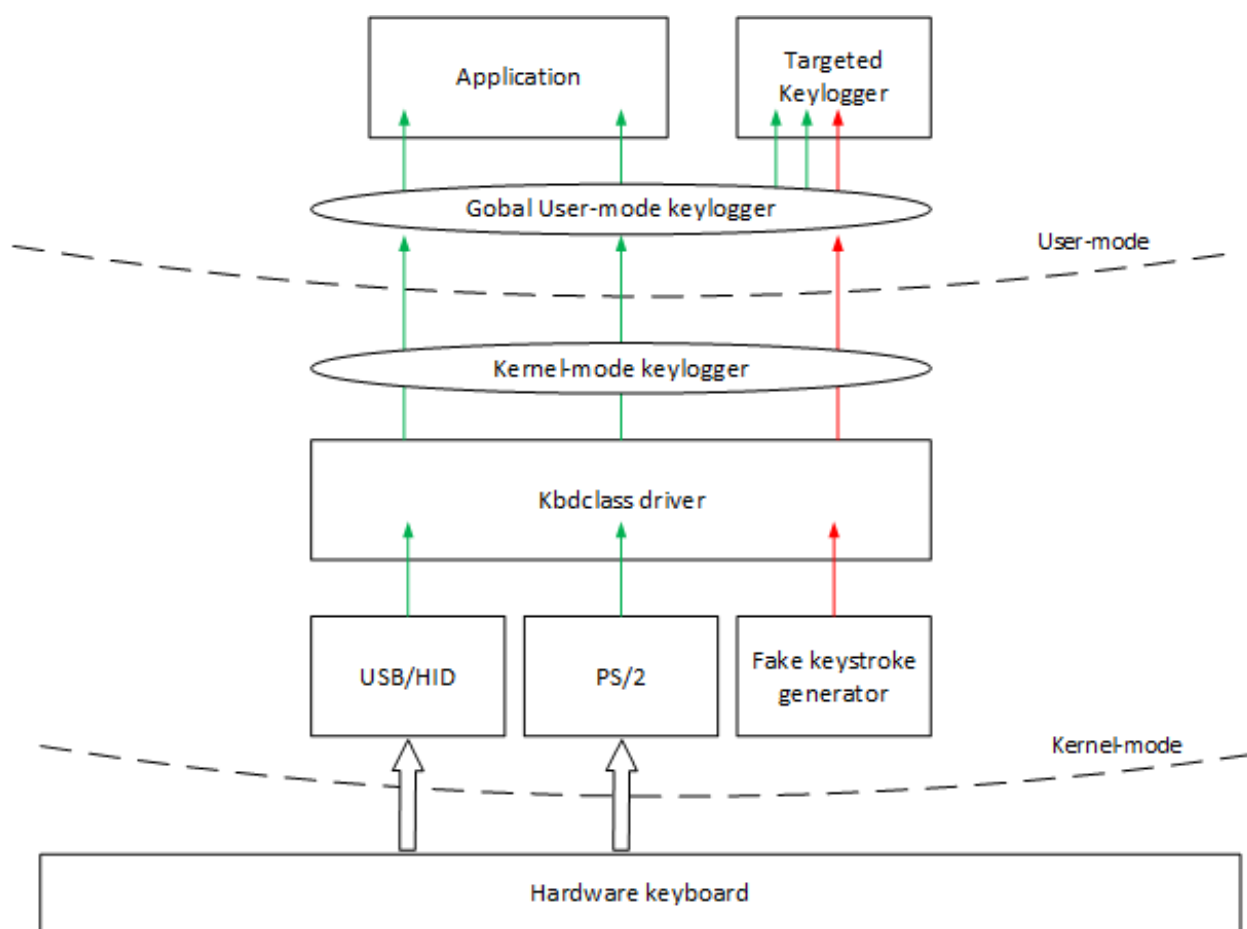 Application
Targeted
Keylogger
Gobal User-mode keylogger
User-mode
Kernel-mode keylogger
Kbdclass driver
USB/HID
PS/2
Fake keystroke
generator
Kernel-mode
Hardware keyboard